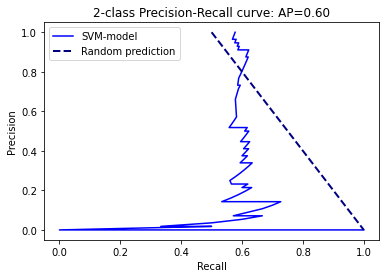 2-class Precision-Recall curve: AP=0.60
SVM-model
Random prediction
Precision
1.0
0.8
0.6
0.4
0.2
0.0
0.0 0.2 0.4 0.6 0.8 1.0
Recall